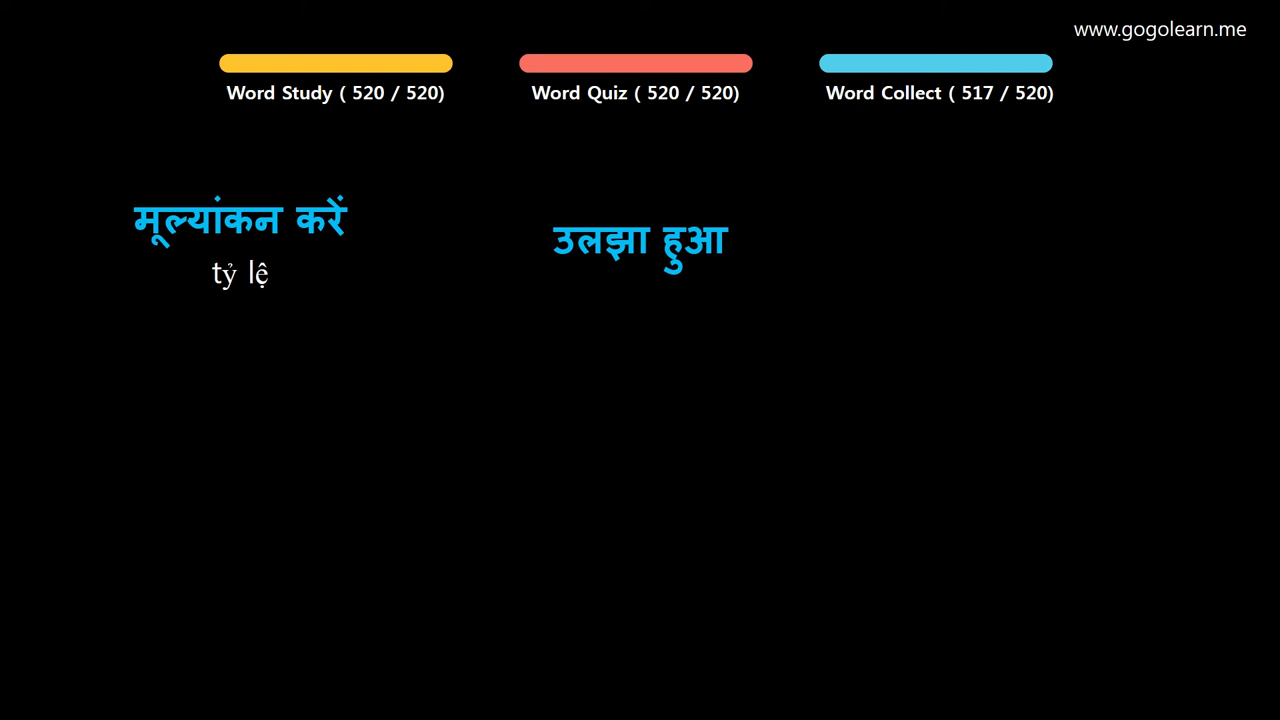 www.gogolearn.me
Word Study ( 520 / 520)
Word Quiz ( 520 / 520)
Word Collect ( 517 / 520)
मूल्यांकन करें
tỷ lệ
उलझा हुआ